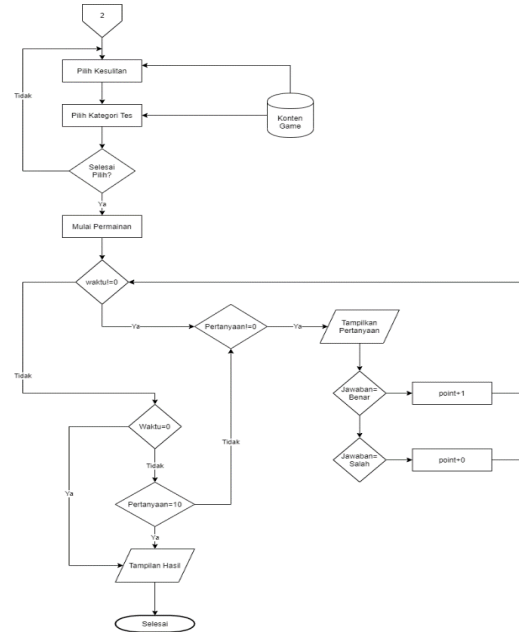 2
Pilih Kesulitan
Tidak
Pilih Kategori Tes
Konten
Game
Selesai
Pilih?
Ya
Mulai Permainan
waktu!=0
Ya
Pertanyaan!=0
Ya
Tampilkan
Pertanyaan
Tidak
Jawaban=
Benar
point+1
Waktu=0
Tidak
Jawaban=
Salah
point+0
Tidak
Ya
Pertanyaan=10
Ya
Tampilan Hasil
Selesai